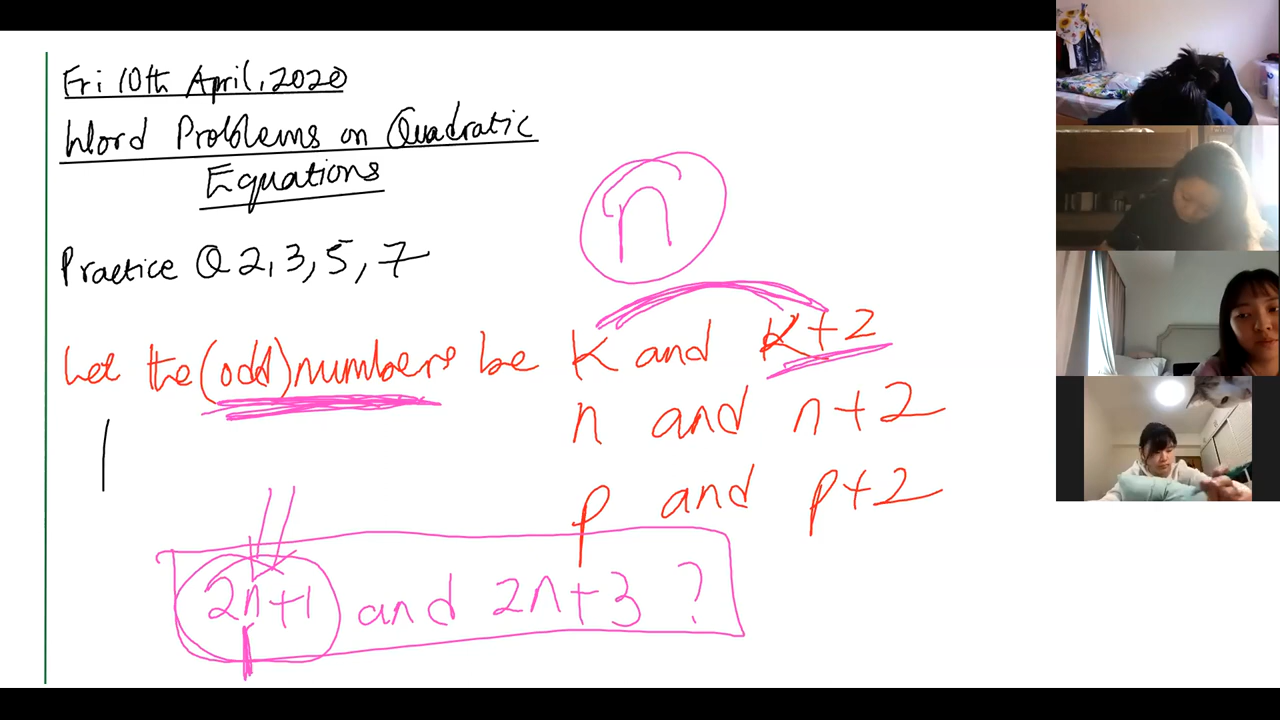 Fri 10th April, 2020
Word Problems on Quadratic
Equations
Practice Q 2, 3, 5, 7
n
Let the (odd) numbers be K and K+2
n and n+2
p and p+2
2n+1 and 2n+3 ?